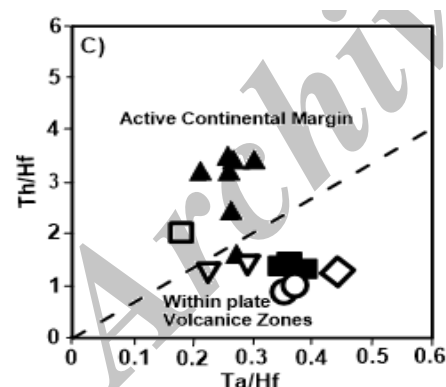 C)
6
5
4
3
2
1
0
Th/Hf
Active Continental Margin
Within plate
Volcanice Zones
0 0.1 0.2 0.3 0.4 0.5 0.6
Ta/Hf
Archiv